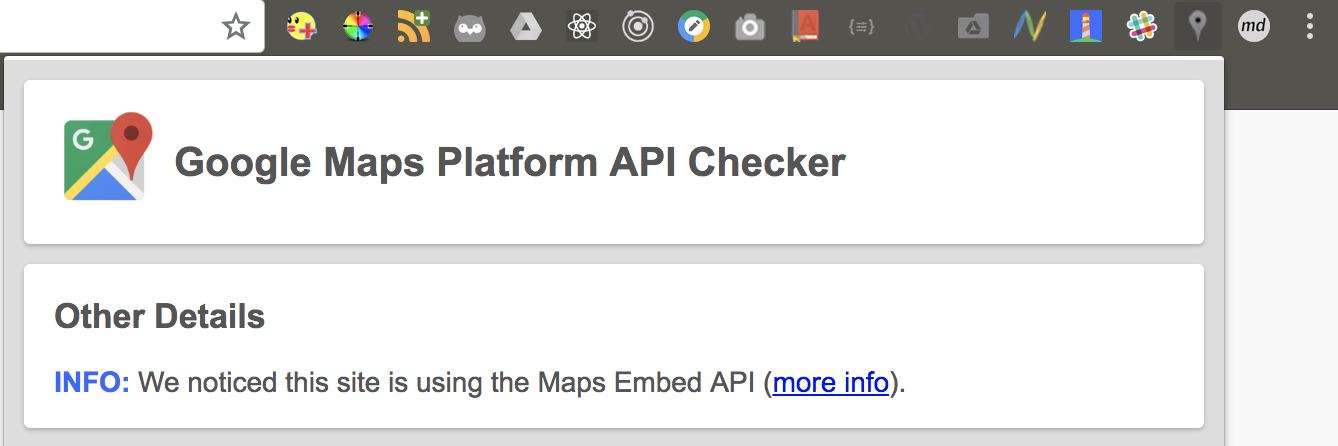 md
G
Google Maps Platform API Checker
Other Details
INFO: We noticed this site is using the Maps Embed API (more info).